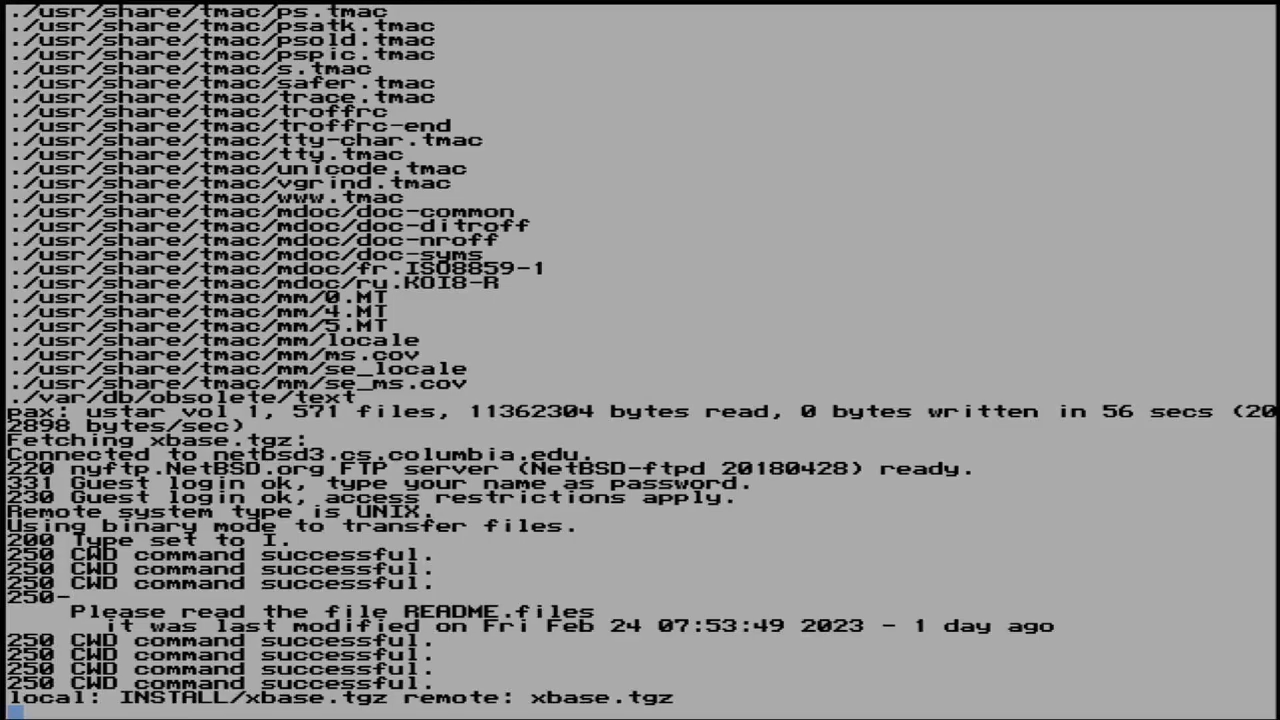 ./usr/share/tmac/ps.tmac
./usr/share/tmac/psatk.tmac
./usr/share/tmac/psold.tmac
./usr/share/tmac/pspic.tmac
./usr/share/tmac/s.tmac
./usr/share/tmac/safer.tmac
./usr/share/tmac/trace.tmac
./usr/share/tmac/troffrc
./usr/share/tmac/troffrc-end
./usr/share/tmac/tty-char.tmac
./usr/share/tmac/tty.tmac
./usr/share/tmac/unicode.tmac
./usr/share/tmac/vgrind.tmac
./usr/share/tmac/www.tmac
./usr/share/tmac/mdoc/doc-common
./usr/share/tmac/mdoc/doc-ditroff
./usr/share/tmac/mdoc/doc-nroff
./usr/share/tmac/mdoc/doc-syms
./usr/share/tmac/mdoc/fr.ISO8859-1
./usr/share/tmac/mdoc/ru.KOI8-R
./usr/share/tmac/mm/0.MT
./usr/share/tmac/mm/4.MT
./usr/share/tmac/mm/5.MT
./usr/share/tmac/mm/locale
./usr/share/tmac/mm/ms.cov
./usr/share/tmac/mm/se_locale
./usr/share/tmac/mm/se_ms.cov
./var/db/obsolete/text
pax: ustar vol 1, 571 files, 11362304 bytes read, 0 bytes written in 56 secs (20
2898 bytes/sec)
Fetching xbase.tgz:
Connected to netbsd3.cs.columbia.edu.
220 nyftp.NetBSD.org FTP server (NetBSD-ftpd 20180428) ready.
331 Guest login ok, type your name as password.
230 Guest login ok, access restrictions apply.
Remote system type is UNIX.
Using binary mode to transfer files.
200 Type set to I.
250 CWD command successful.
250 CWD command successful.
250 CWD command successful.
250-
Please read the file README.files
it was last modified on Fri Feb 24 07:53:49 2023 - 1 day ago
250 CWD command successful.
250 CWD command successful.
250 CWD command successful.
250 CWD command successful.
local: INSTALL/xbase.tgz remote: xbase.tgz